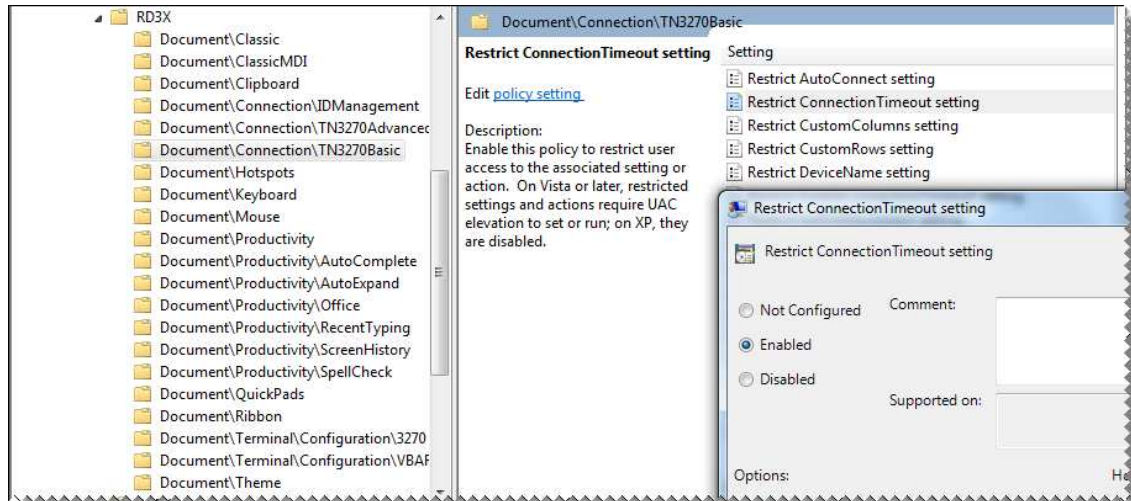 RD3X
Document\Classic
Document\ClassicMDI
Document\Clipboard
Document\Connection\IDManagement
Document\Connection\TN3270Advanced
Document\Connection\TN3270Basic
Document\Hotspots
Document\Keyboard
Document\Mouse
Document\Productivity
Document\Productivity\AutoComplete
Document\Productivity\AutoExpand
Document\Productivity\Office
Document\Productivity\RecentTyping
Document\Productivity\ScreenHistory
Document\Productivity\SpellCheck
Document\QuickPads
Document\Ribbon
Document\Terminal\Configuration\3270
Document\Terminal\Configuration\VBAF
Document\Theme
Document\Connection\TN3270Basic
Restrict ConnectionTimeout setting
Edit policy setting
Description:
Enable this policy to restrict user
access to the associated setting or
action. On Vista or later, restricted
settings and actions require UAC
elevation to set or run; on XP, they
are disabled.
Setting
Restrict AutoConnect setting
Restrict ConnectionTimeout setting
Restrict CustomColumns setting
Restrict CustomRows setting
Restrict DeviceName setting
Restrict ConnectionTimeout setting
Restrict ConnectionTimeout setting
Not Configured
Comment:
Enabled
Disabled
Supported on:
Options: